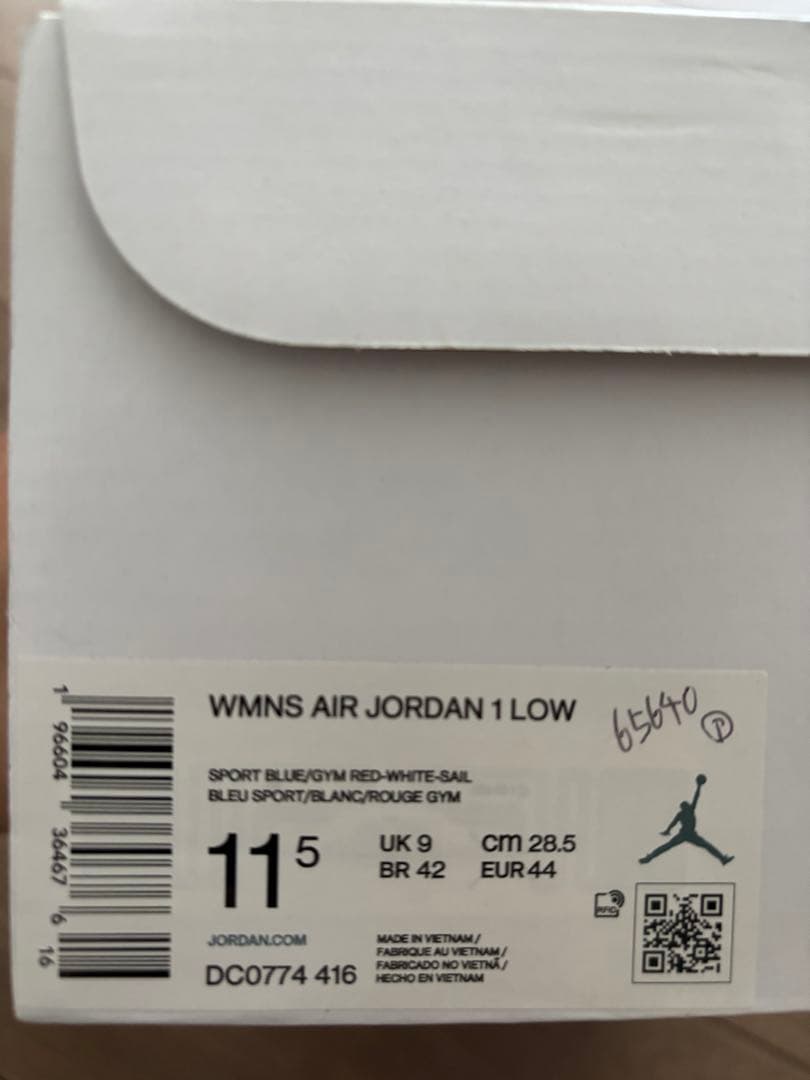 WMNS AIR JORDAN 1 LOW
65640 P
SPORT BLUE/GYM RED-WHITE-SAIL
BLEU SPORT/BLANC/ROUGE GYM
11 5
UK 9 cm 28.5
BR 42 EUR 44
RFID
JORDAN.COM
DC0774 416
MADE IN VIETNAM/
FABRIQUE AU VIETNAM/
FABRICADO NO VIETNÃ/
HECHO EN VIETNAM
1 96604 36467 6 16